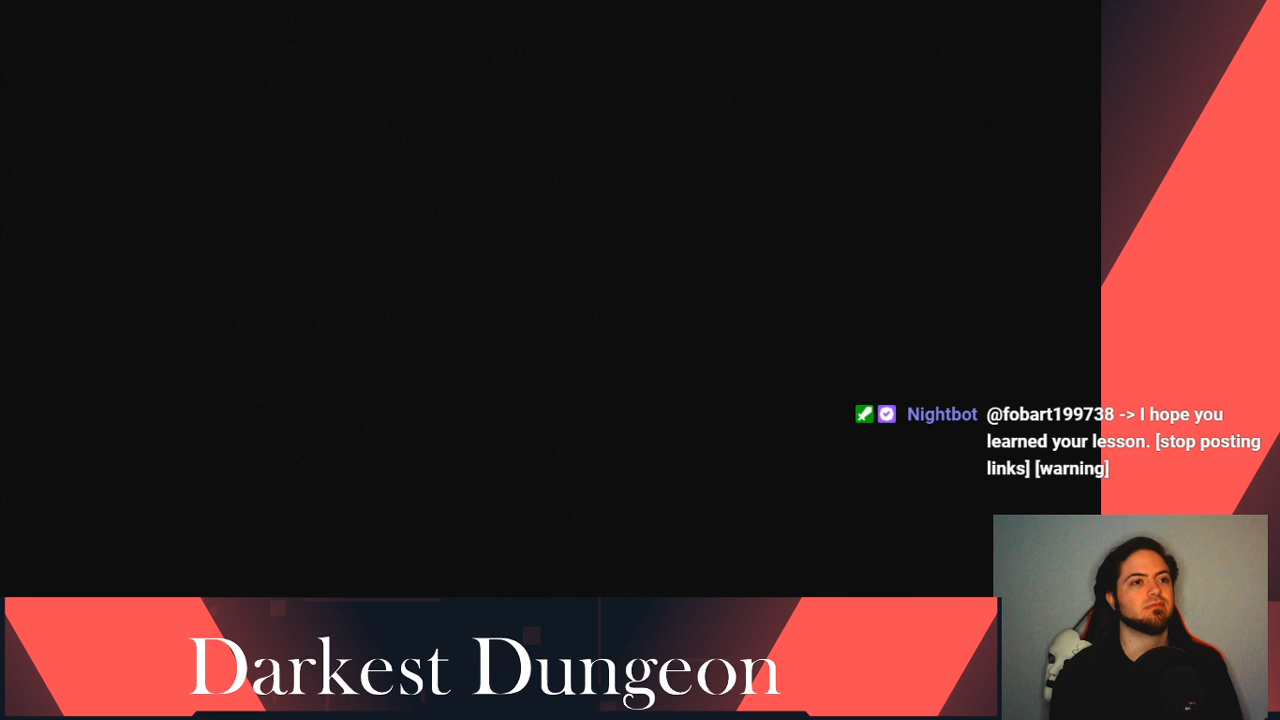 Nightbot @fobart199738 -> I hope you
learned your lesson. [stop posting
links] [warning]
Darkest Dungeon